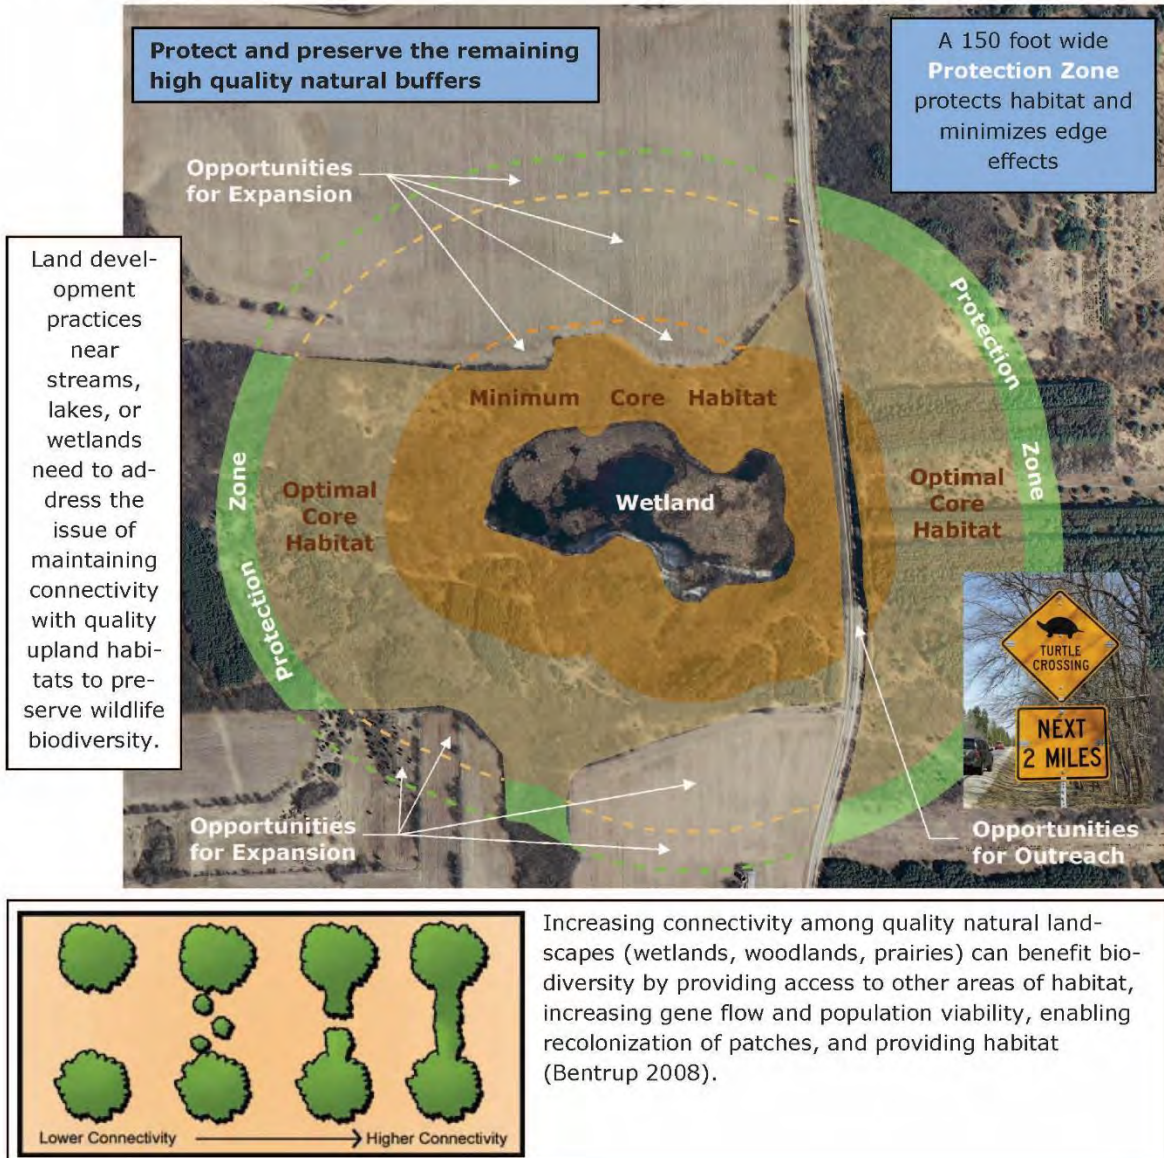 Protect and preserve the remaining
high quality natural buffers
A 150 foot wide
Protection Zone
protects habitat and
minimizes edge
effects
Opportunities
for Expansion
Land devel-
opment
practices
near
streams,
lakes, or
wetlands
need to ad-
dress the
issue of
maintaining
connectivity
with quality
upland habi-
tats to pre-
serve wildlife
biodiversity.
Protection
Zone
Minimum Core Habitat
Wetland
Optimal
Core
Habitat
Zone
Protection
Optimal
Core
Habitat
TURTLE
CROSSING
NEXT
2 MILES
Opportunities
for Expansion
Opportunities
for Outreach
Lower Connectivity
Higher Connectivity
Increasing connectivity among quality natural land-
scapes (wetlands, woodlands, prairies) can benefit bio-
diversity by providing access to other areas of habitat,
increasing gene flow and population viability, enabling
recolonization of patches, and providing habitat
(Bentrup 2008).